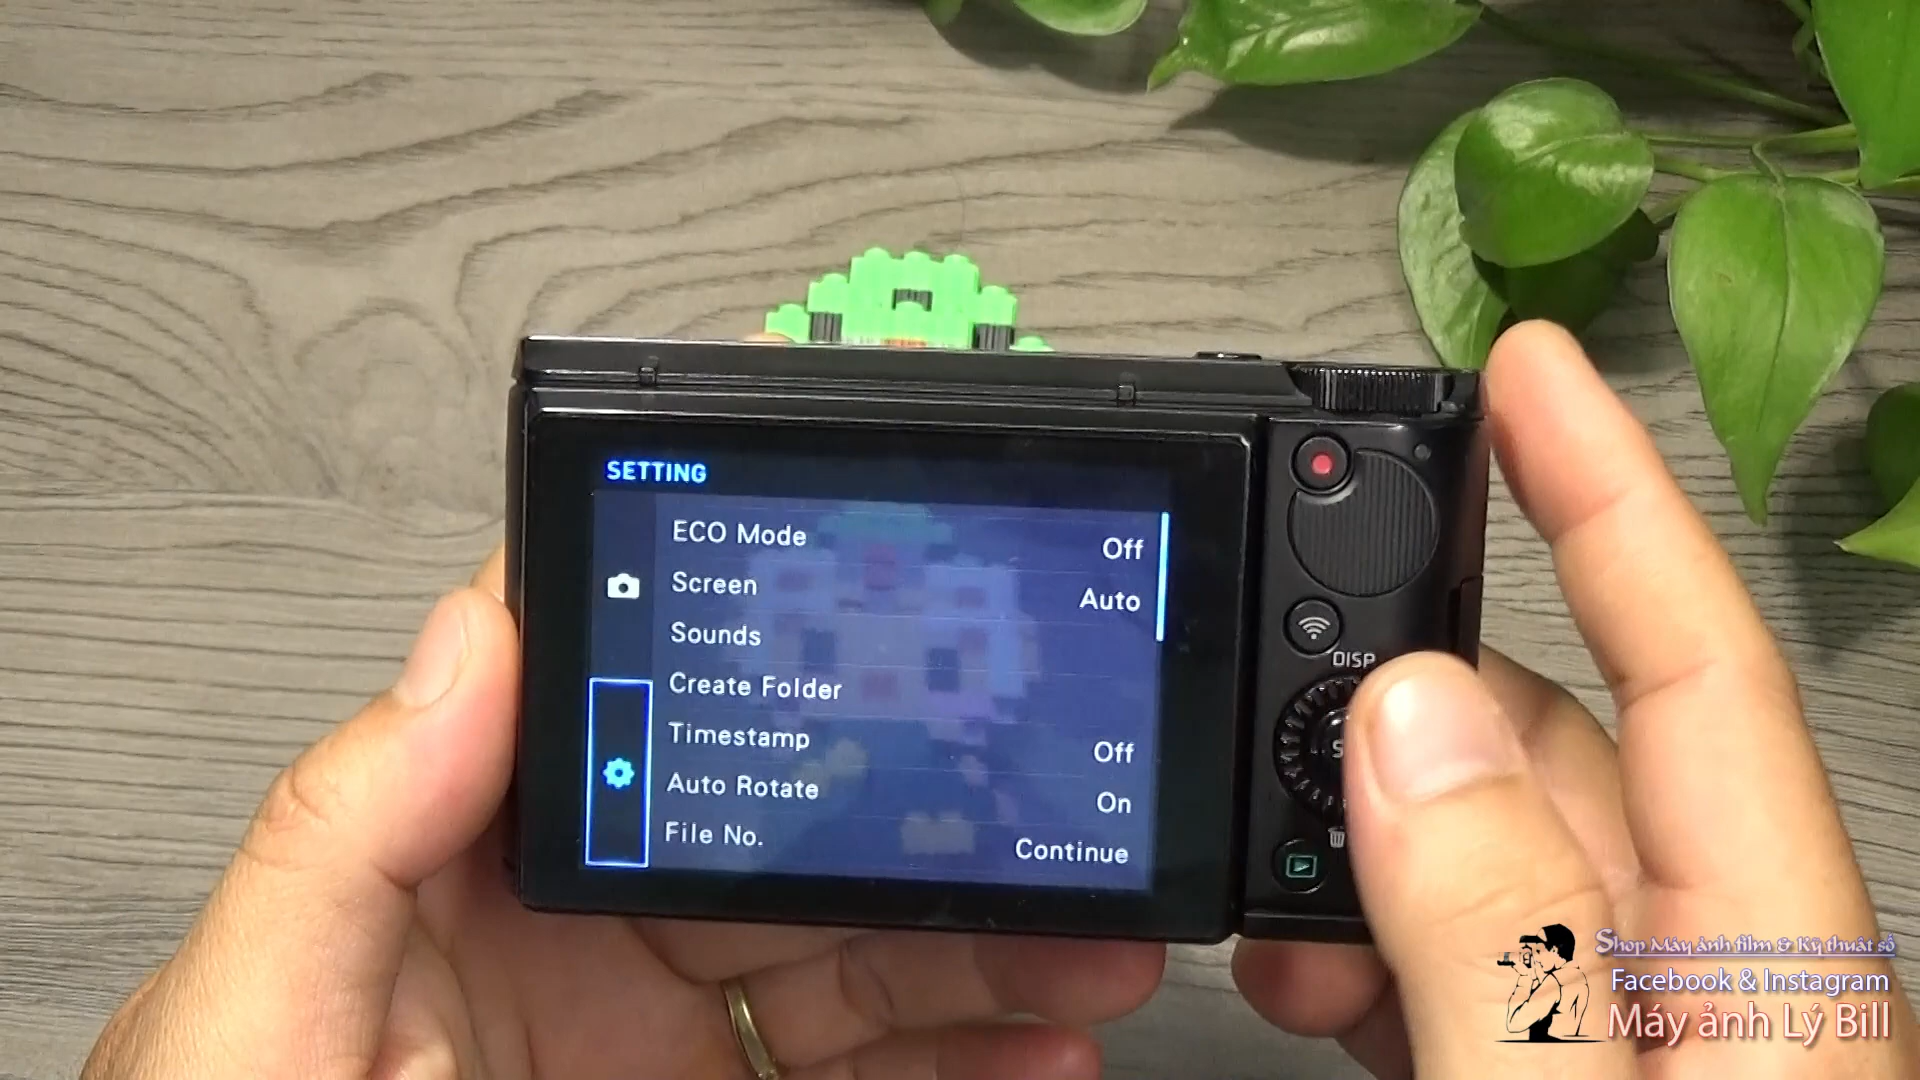 SETTING
ECO Mode Off
Screen Auto
Sounds
Create Folder
Timestamp Off
Auto Rotate On
File No. Continue
DISP
Shop Máy ảnh film & Kỹ thuật số
Facebook & Instagram
Máy ảnh Lý Bill